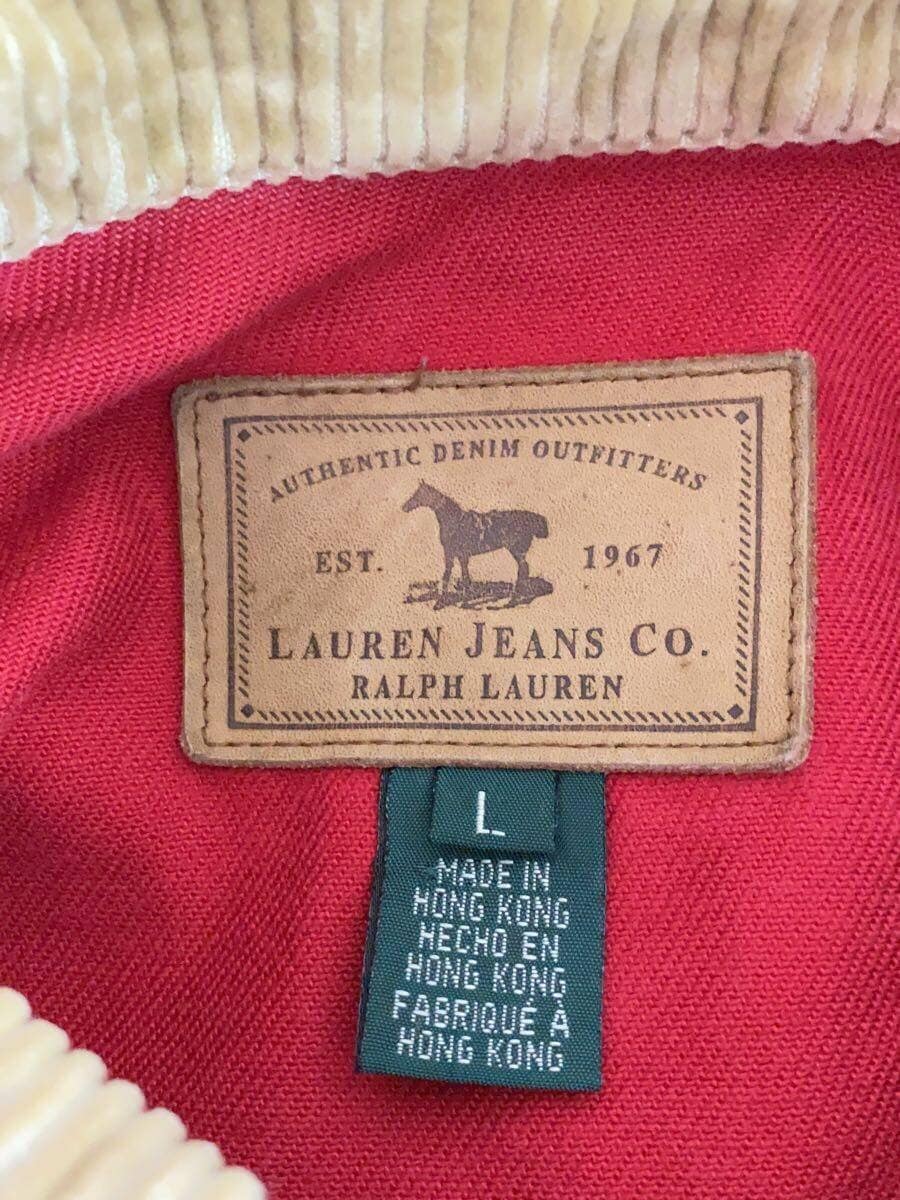 AUTHENTIC DENIM OUTFITTERS
EST. 1967
LAUREN JEANS CO.
RALPH LAUREN
L
MADE IN
HONG KONG
HECHO EN
HONG KONG
FABRIQUÉ À
HONG KONG